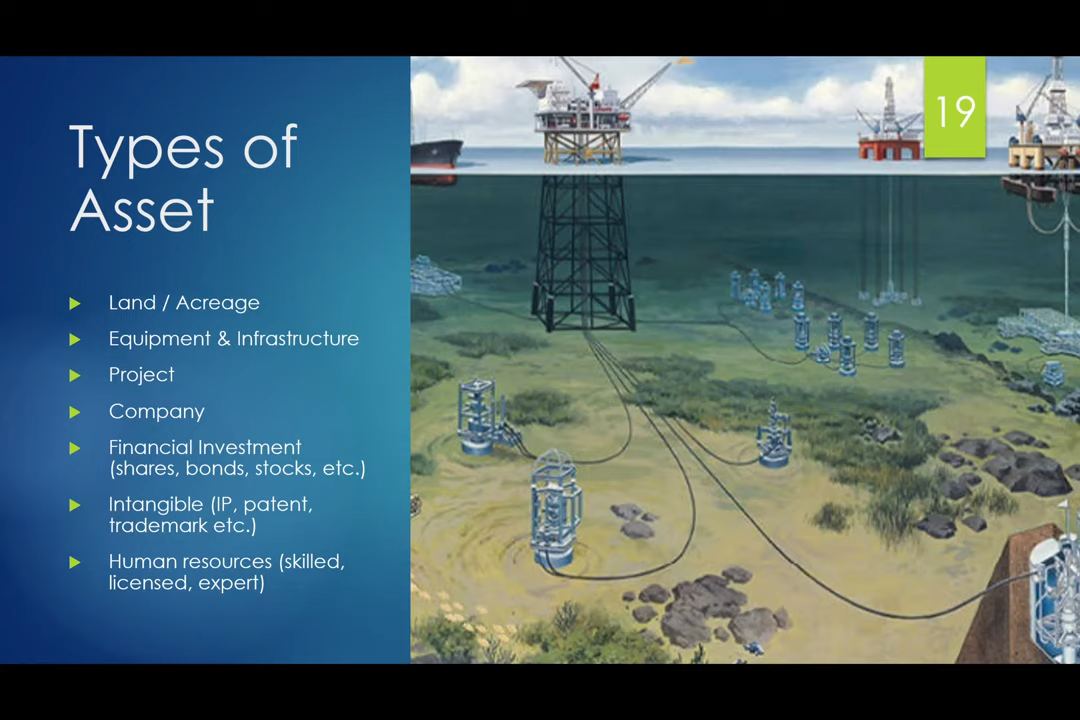 Types of
Asset
19
Land / Acreage
Equipment & Infrastructure
Project
Company
Financial Investment
(shares, bonds, stocks, etc.)
Intangible (IP, patent,
trademark etc.)
Human resources (skilled,
licensed, expert)